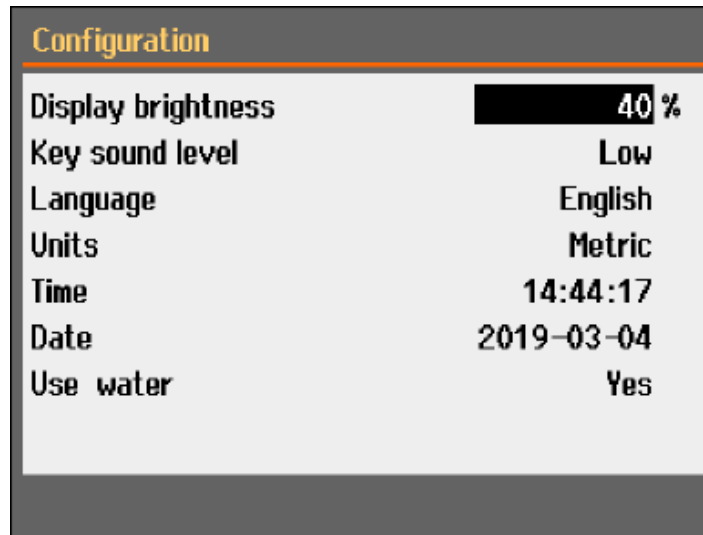 Configuration
Display brightness 40 %
Key sound level Low
Language English
Units Metric
Time 14:44:17
Date 2019-03-04
Use water Yes